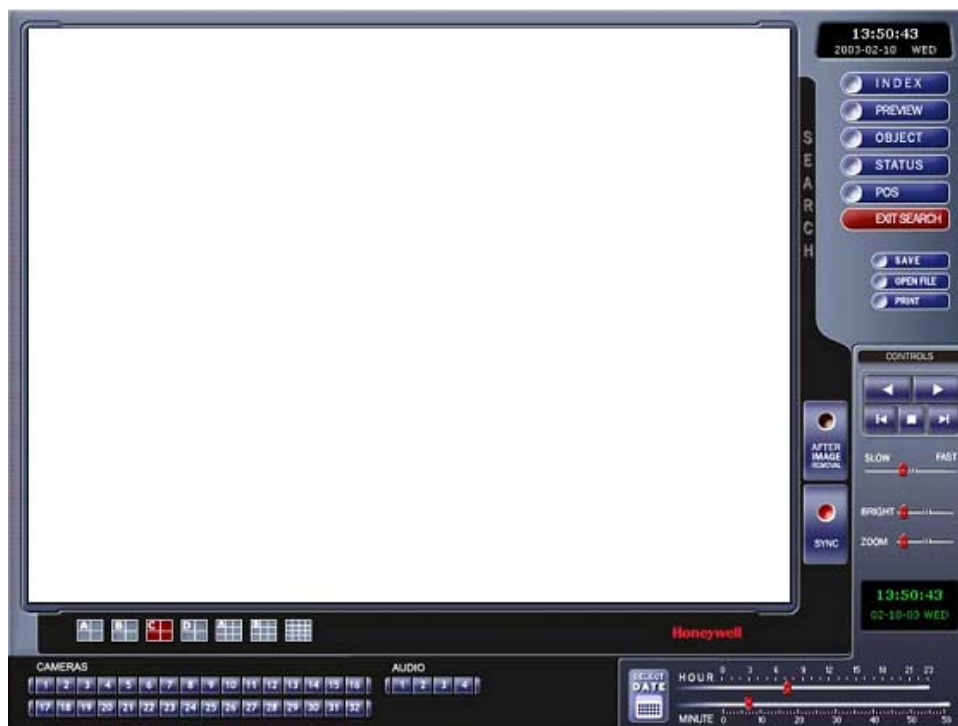 13:50:43
2003-02-10 WED
INDEX
PREVIEW
OBJECT
STATUS
POS
EXIT SEARCH
SEARCH
SAVE
OPEN FILE
PRINT
CONTROLS
AFTER
IMAGE
REMOVAL
SLOW FAST
BRIGHT
SYNC
ZOOM
13:50:43
02-10-03 WED
A B C D A B
Honeywell
CAMERAS
1 2 3 4 5 6 7 8 9 10 11 12 13 14 15 16
17 18 19 20 21 22 23 24 25 26 27 28 29 30 31 32
AUDIO
1 2 3 4
SELECT
DATE
HOUR 0 3 6 9 12 15 18 21 23
MINUTE 0 10 20 30 40 50 59